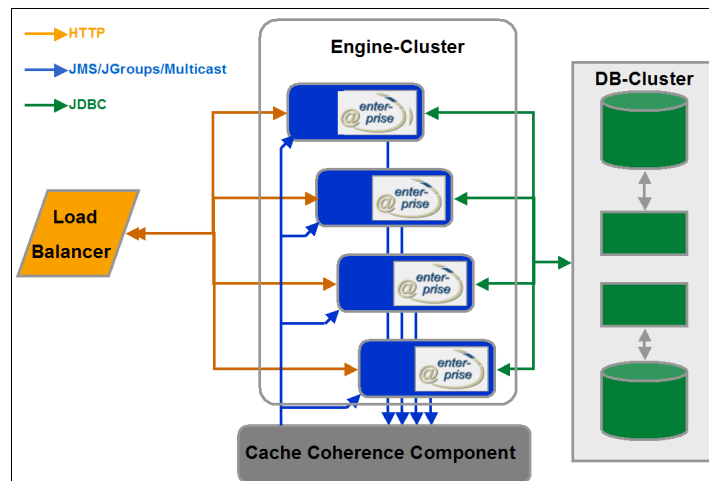 HTTP
JMS/JGroups/Multicast
JDBC
Engine-Cluster
DB-Cluster
enter-
@ prise
enter-
@ prise
enter-
@ prise
enter-
@ prise
Load
Balancer
Cache Coherence Component